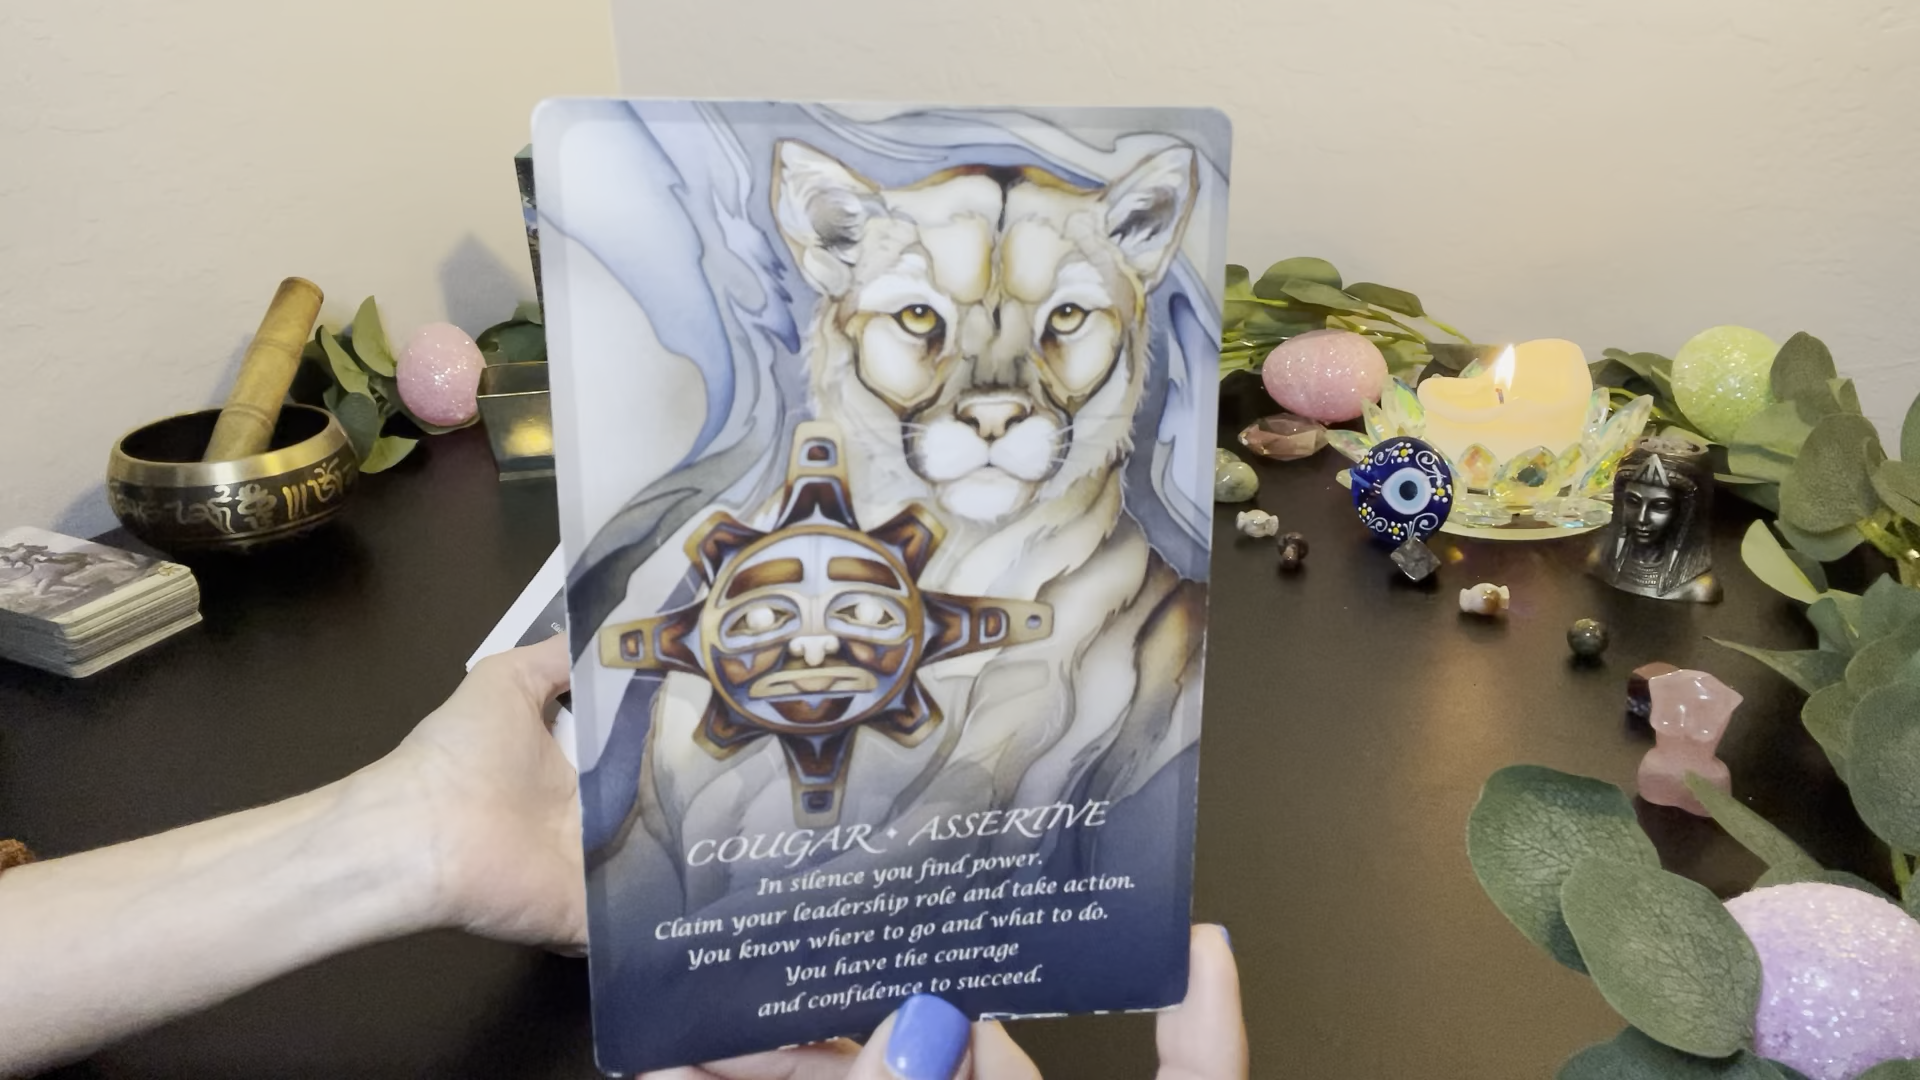 COUGAR • ASSERTIVE
In silence you find power.
Claim your leadership role and take action.
You know where to go and what to do.
You have the courage
and confidence to succeed.